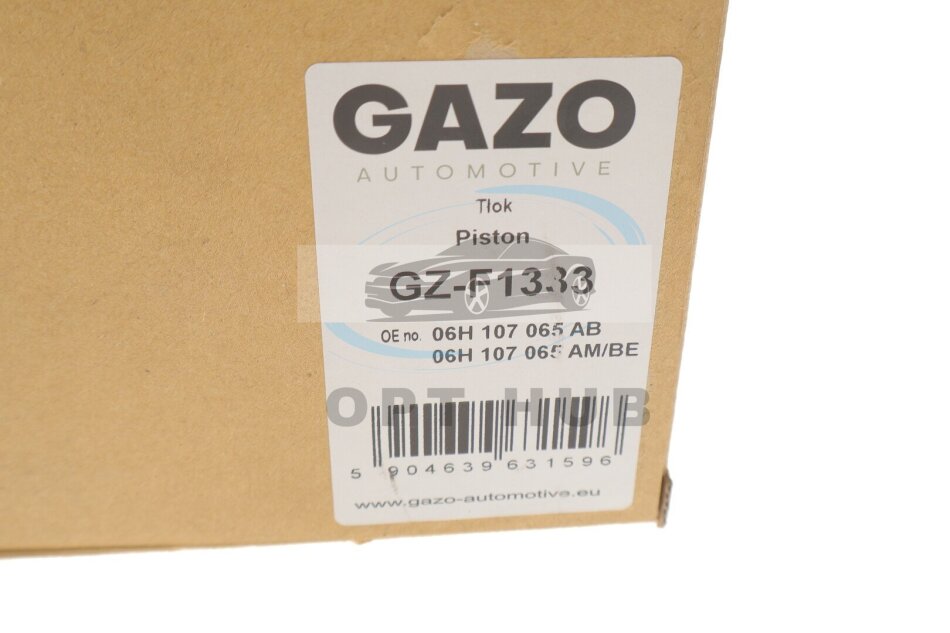 GAZO
AUTOMOTIVE
Tłok
Piston
GZ-F1383
OE no. 06H 107 065 AB
06H 107 065 AM/BE
OPT HUB
5 904639 631596
www.gazo-automotive.eu